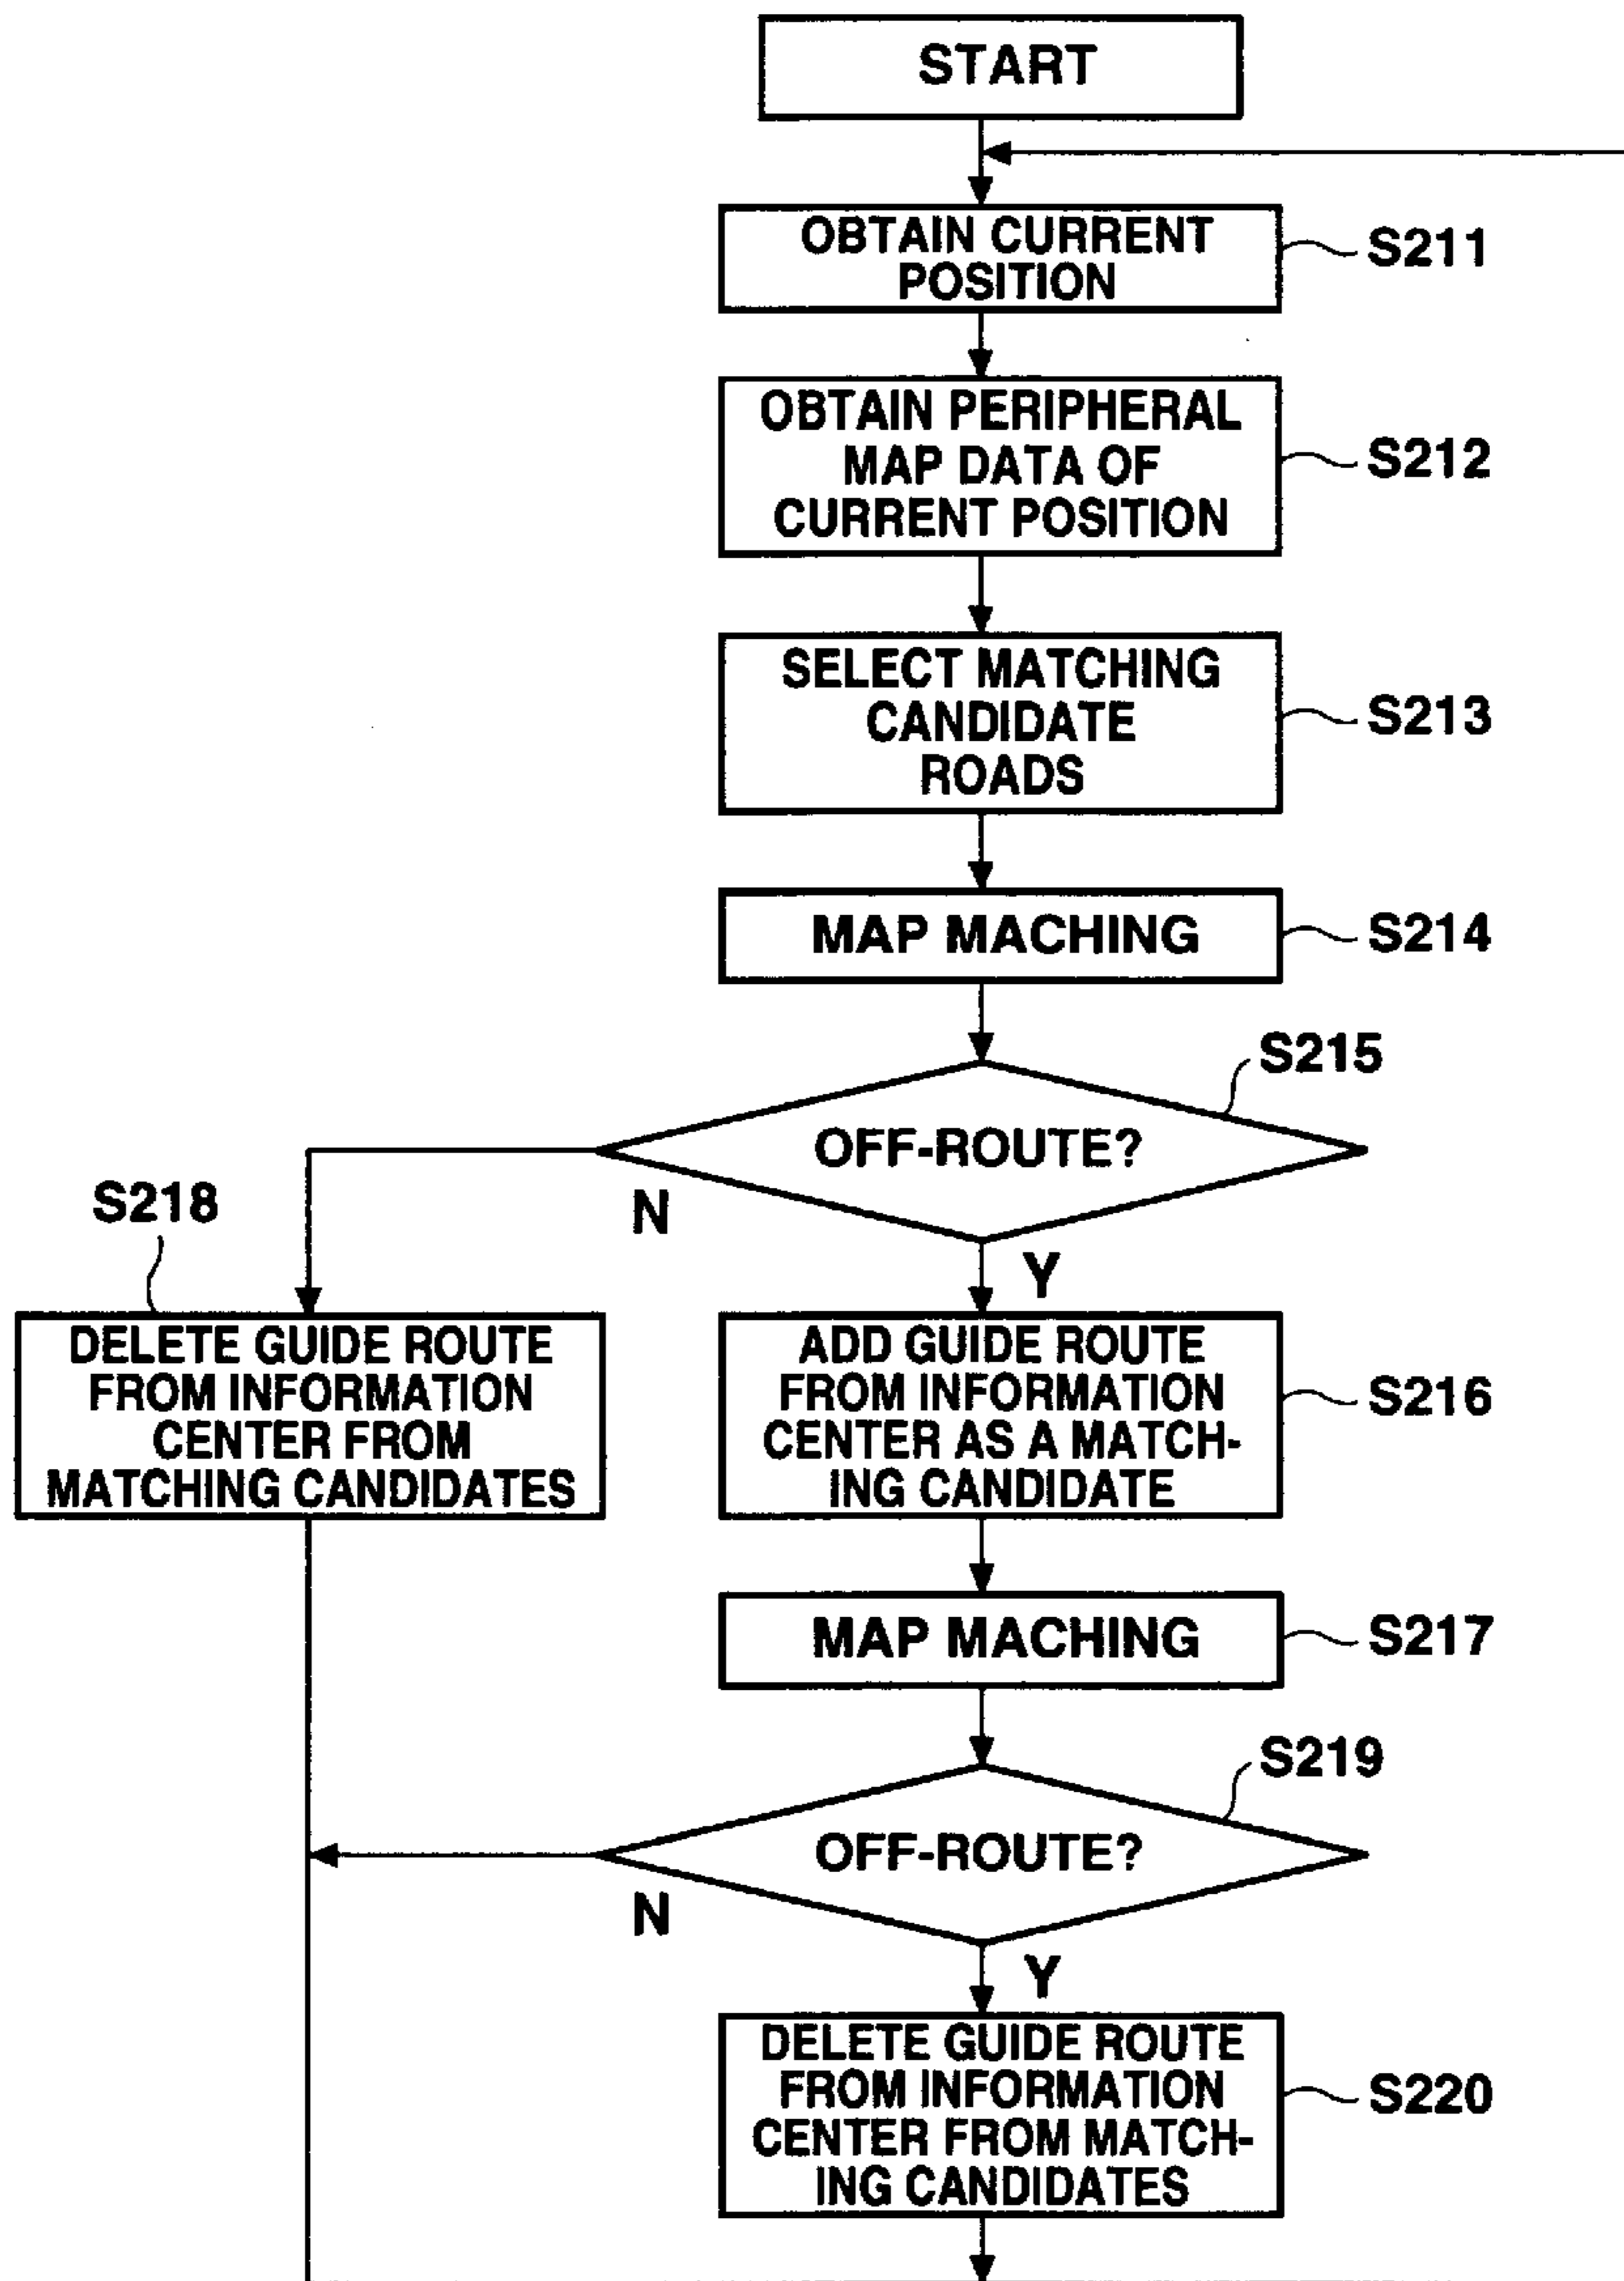 START
OBTAIN CURRENT
POSITION
S211
OBTAIN PERIPHERAL
MAP DATA OF
CURRENT POSITION
S212
SELECT MATCHING
CANDIDATE
ROADS
S213
MAP MACHING
S214
S215
OFF-ROUTE?
N
Y
S218
DELETE GUIDE ROUTE
FROM INFORMATION
CENTER FROM
MATCHING CANDIDATES
ADD GUIDE ROUTE
FROM INFORMATION
CENTER AS A MATCH-
ING CANDIDATE
S216
MAP MACHING
S217
S219
OFF-ROUTE?
N
Y
DELETE GUIDE ROUTE
FROM INFORMATION
CENTER FROM MATCH-
ING CANDIDATES
S220